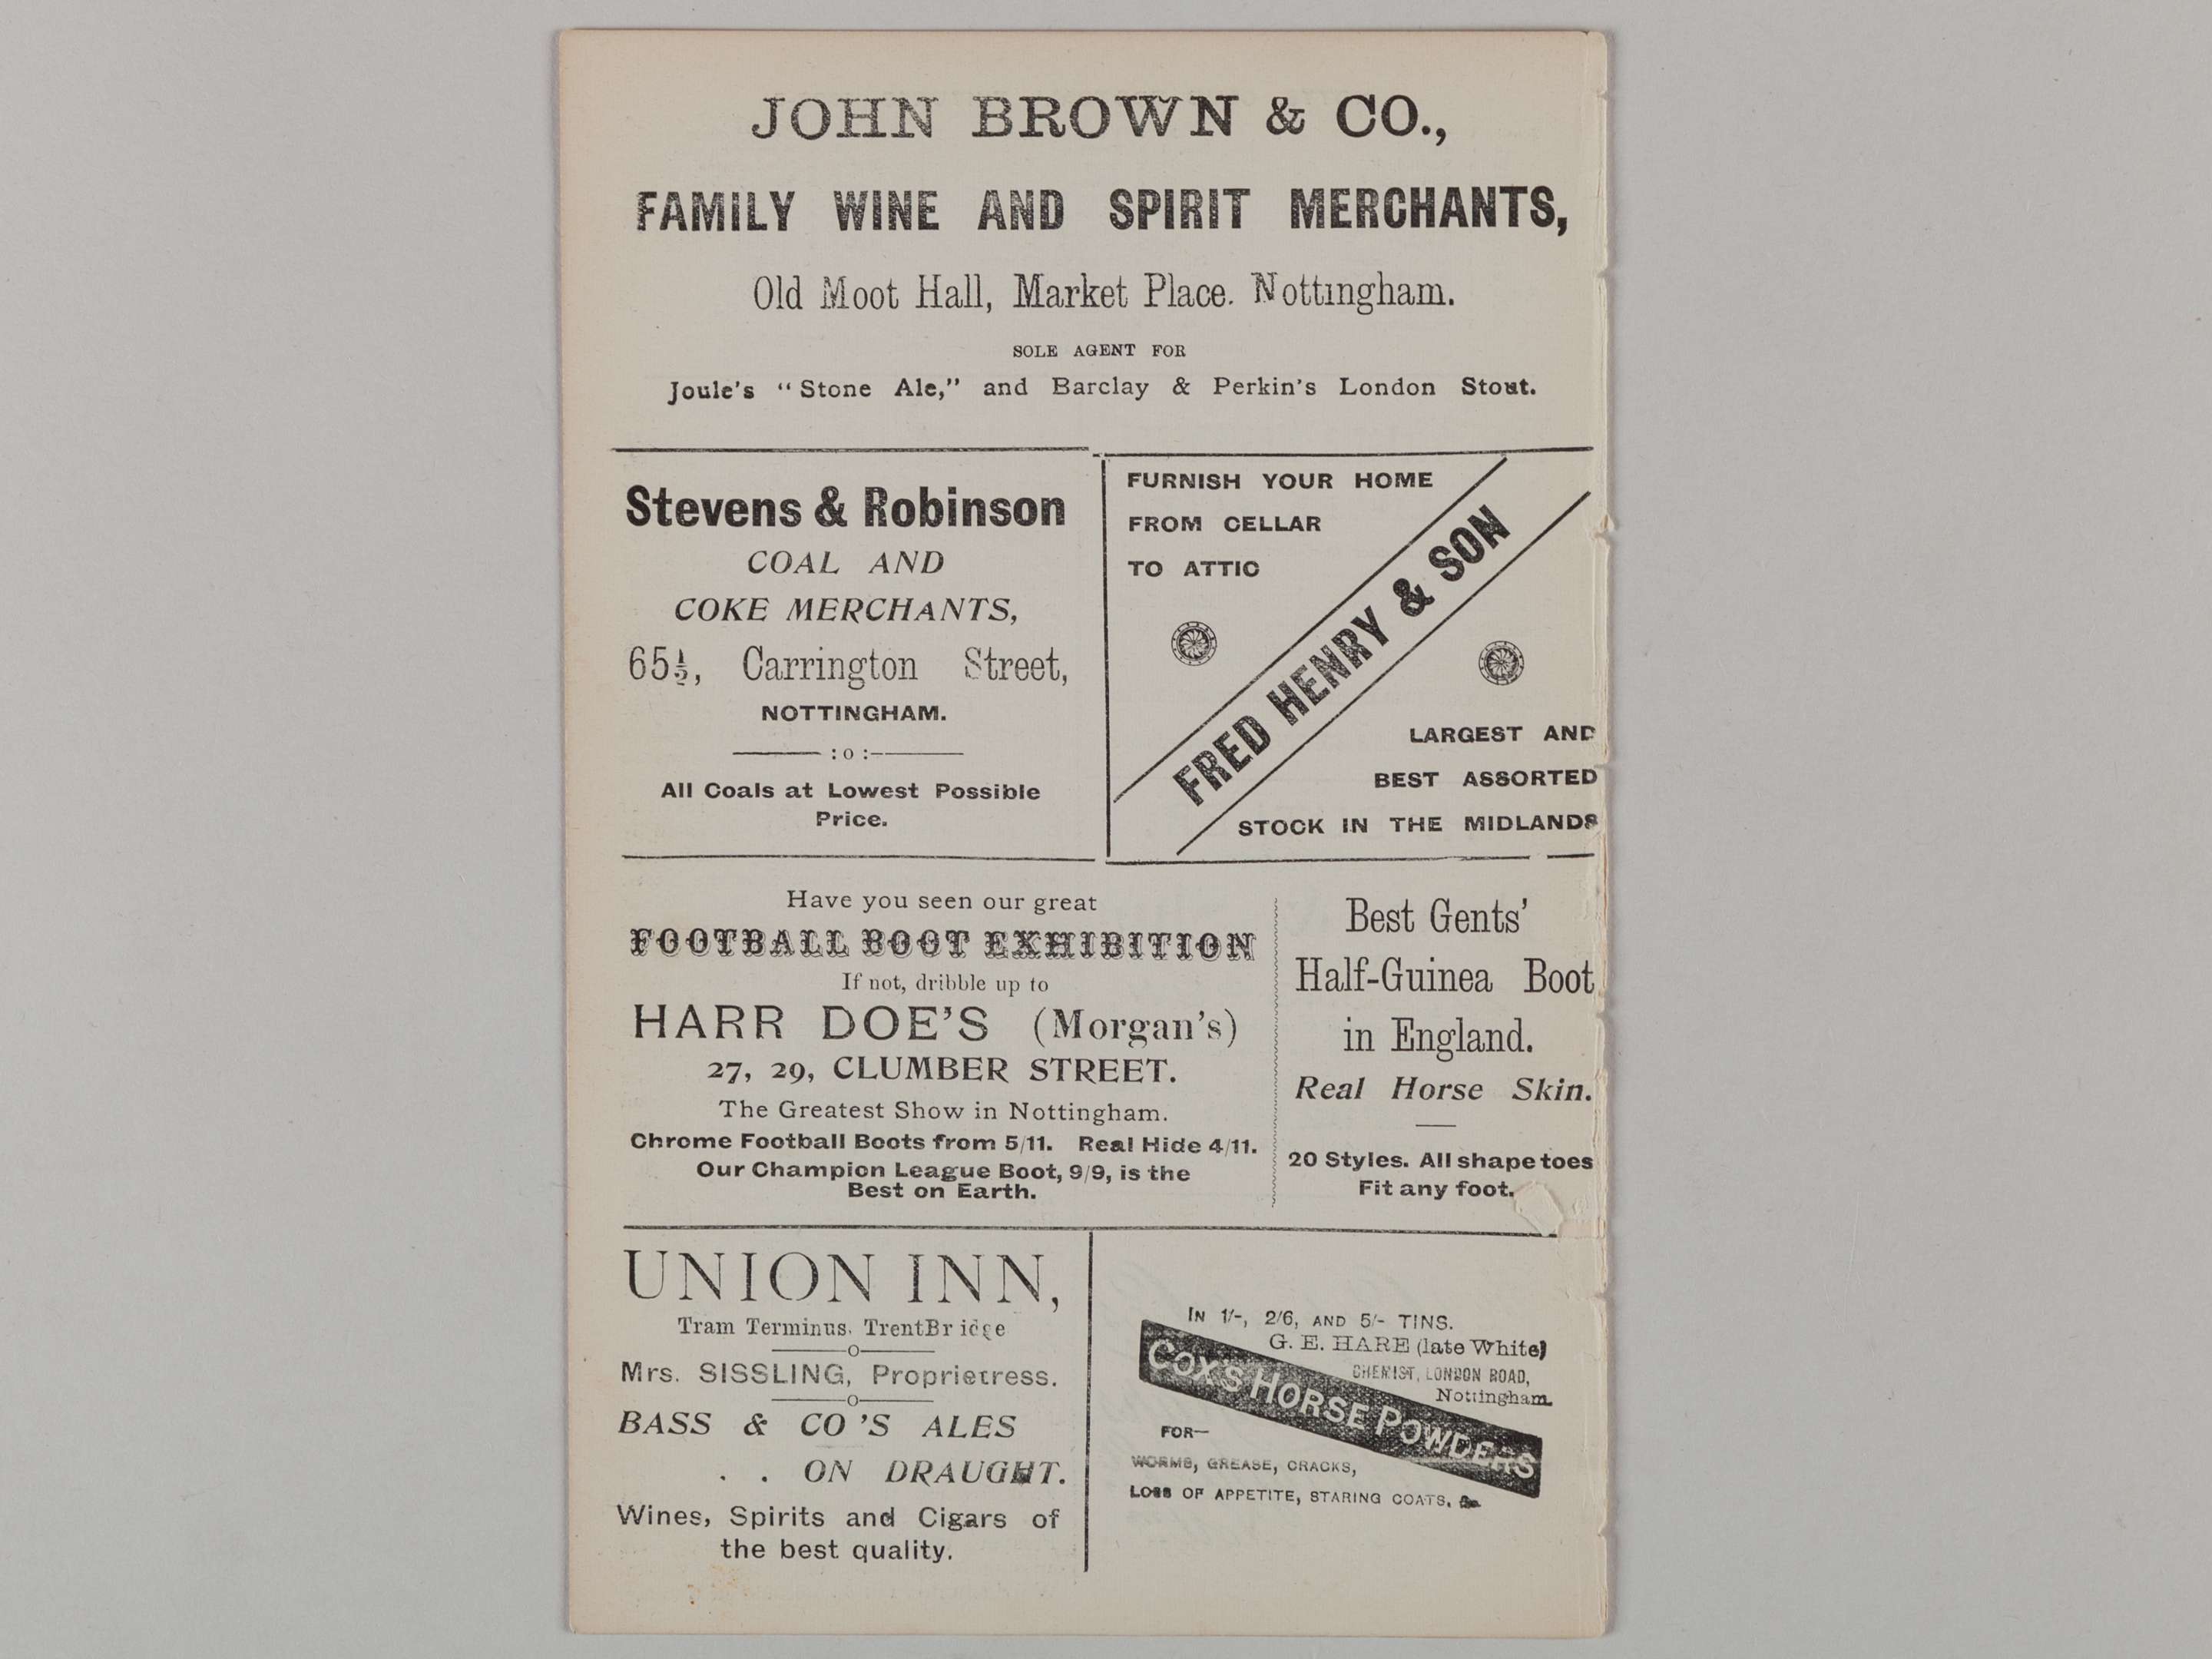 JOHN BROWN & CO.,
FAMILY WINE AND SPIRIT MERCHANTS,
Old Moot Hall, Market Place. Nottingham.
SOLE AGENT FOR
Joule's "Stone Ale," and Barclay & Perkin's London Stout.
Stevens & Robinson
COAL AND
COKE MERCHANTS,
65½, Carrington Street,
NOTTINGHAM.
:o:
All Coals at Lowest Possible
Price.
FURNISH YOUR HOME
FROM CELLAR
TO ATTIC
FRED HENRY & SON
LARGEST AND
BEST ASSORTED
STOCK IN THE MIDLANDS
Have you seen our great
FOOTBALL BOOT EXHIBITION
If not, dribble up to
HARR DOE'S (Morgan's)
27, 29, CLUMBER STREET.
The Greatest Show in Nottingham.
Chrome Football Boots from 5/11. Real Hide 4/11.
Our Champion League Boot, 9/9, is the
Best on Earth.
Best Gents'
Half-Guinea Boot
in England.
Real Horse Skin.
20 Styles. All shape toes
Fit any foot.
UNION INN,
Tram Terminus. TrentBridge
o
Mrs. SISSLING, Proprietress.
o
BASS & CO'S ALES
. . ON DRAUGHT.
Wines, Spirits and Cigars of
the best quality.
IN 1/-, 2/6, AND 5/- TINS.
G. E. HARE (late White)
CHEMIST, LONDON ROAD,
Nottingham.
COX'S HORSE POWDERS
FOR—
WORMS, GREASE, CRACKS,
LOSS OF APPETITE, STARING COATS, &c.